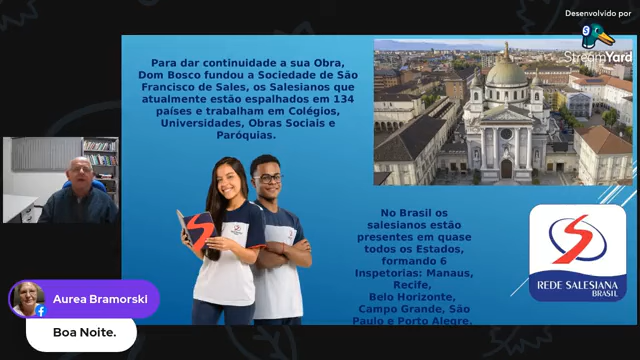 Desenvolvido por
StreamYard
Para dar continuidade a sua Obra,
Dom Bosco fundou a Sociedade de São
Francisco de Sales, os Salesianos que
atualmente estão espalhados em 134
países e trabalham em Colégios,
Universidades, Obras Sociais e
Paróquias.
No Brasil os
salesianos estão
presentes em quase
todos os Estados,
formando 6
Inspetorias: Manaus,
Recife,
Belo Horizonte,
Campo Grande, São
Paulo e Porto Alegre.
REDE SALESIANA
BRASIL
Aurea Bramorski
Boa Noite.